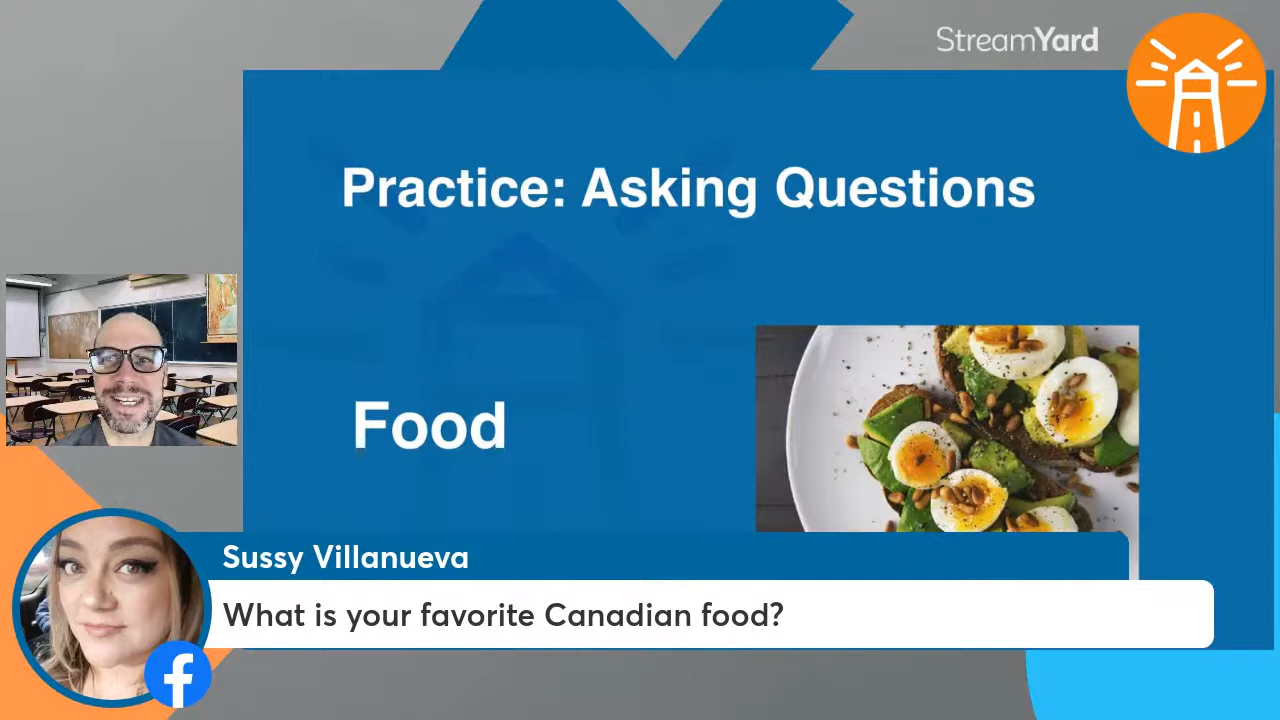 StreamYard
Practice: Asking Questions
Food
Sussy Villanueva
What is your favorite Canadian food?